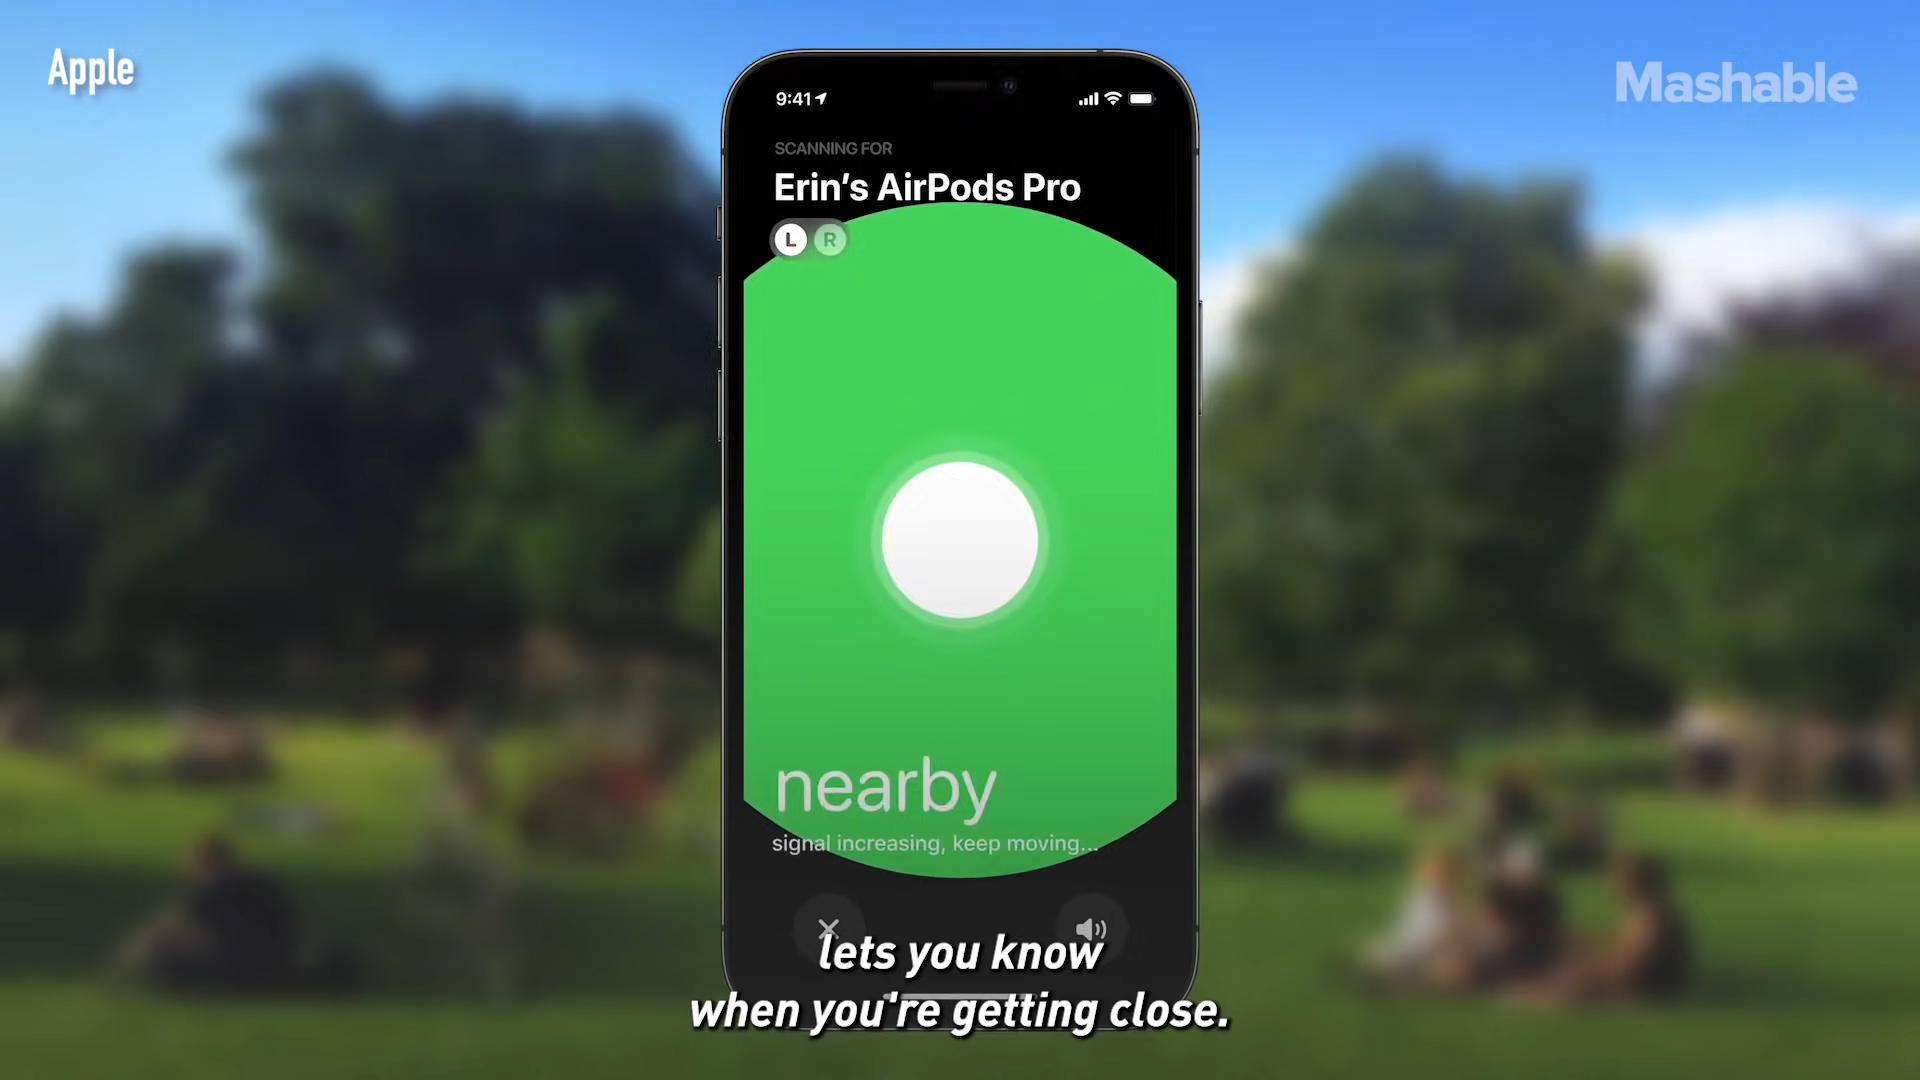 Apple
Mashable
9:41
SCANNING FOR
Erin's AirPods Pro
L R
nearby
signal increasing, keep moving...
lets you know
when you're getting close.